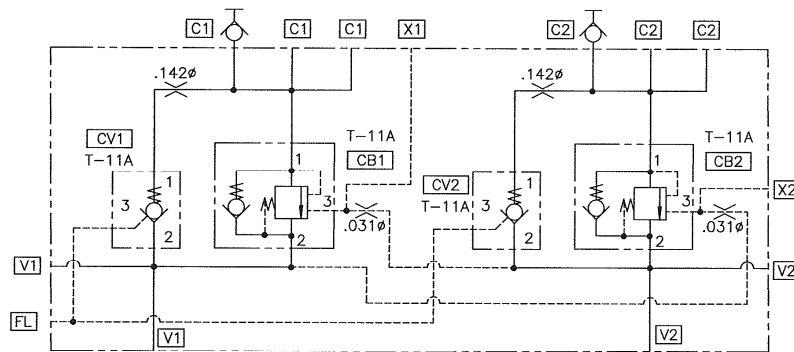 C1 C1 C1 X1 C2 C2 C2
.142ø .142ø
CV1 T-11A
T-11A CB1
T-11A CB2
CV2 T-11A
1 1 1 1
3 3 3 3
2 2 2 2
X2
.031ø .031ø
V1 V2
FL
V1 V2